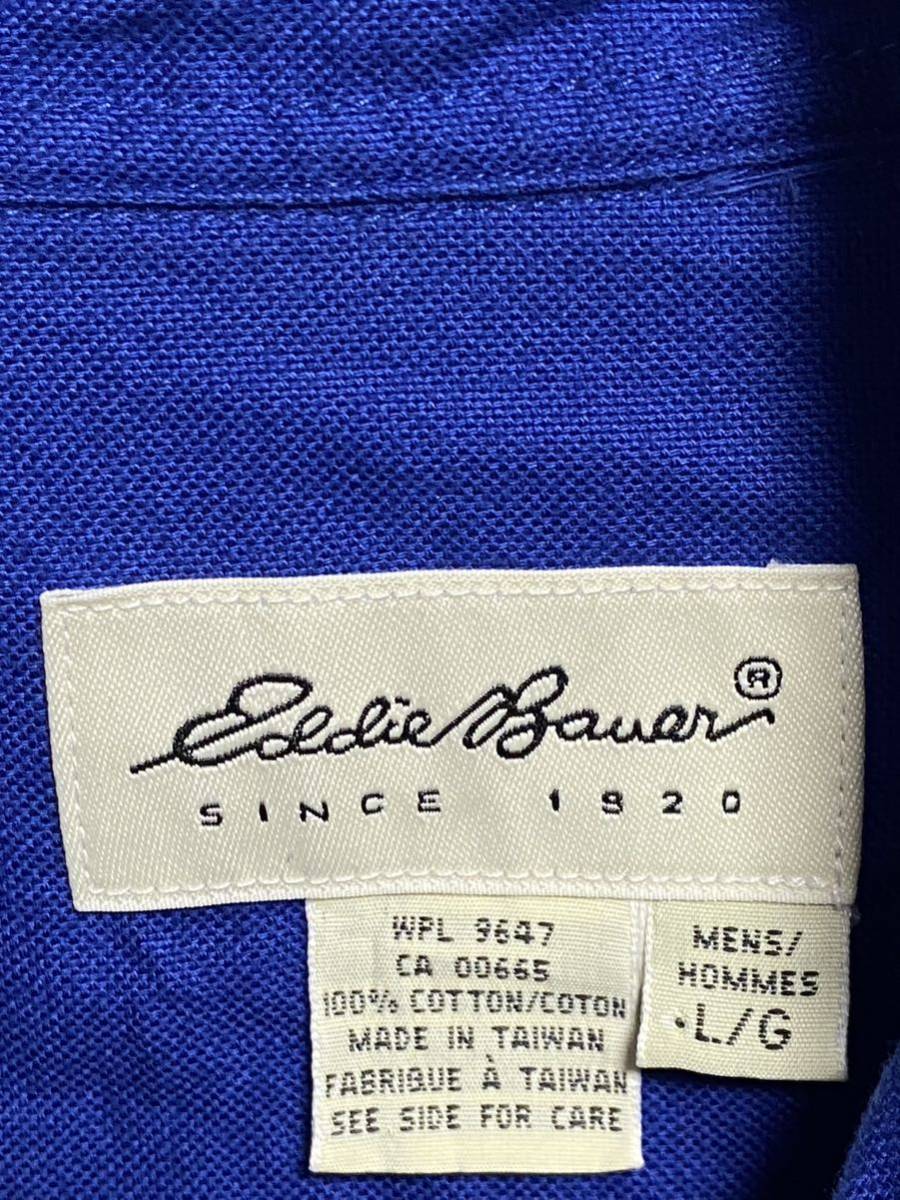 Eddie Bauer®
SINCE 1920
WPL 9647
CA 00665
100% COTTON/COTON
MADE IN TAIWAN
FABRIQUE À TAIWAN
SEE SIDE FOR CARE
MENS/
HOMMES
L/G